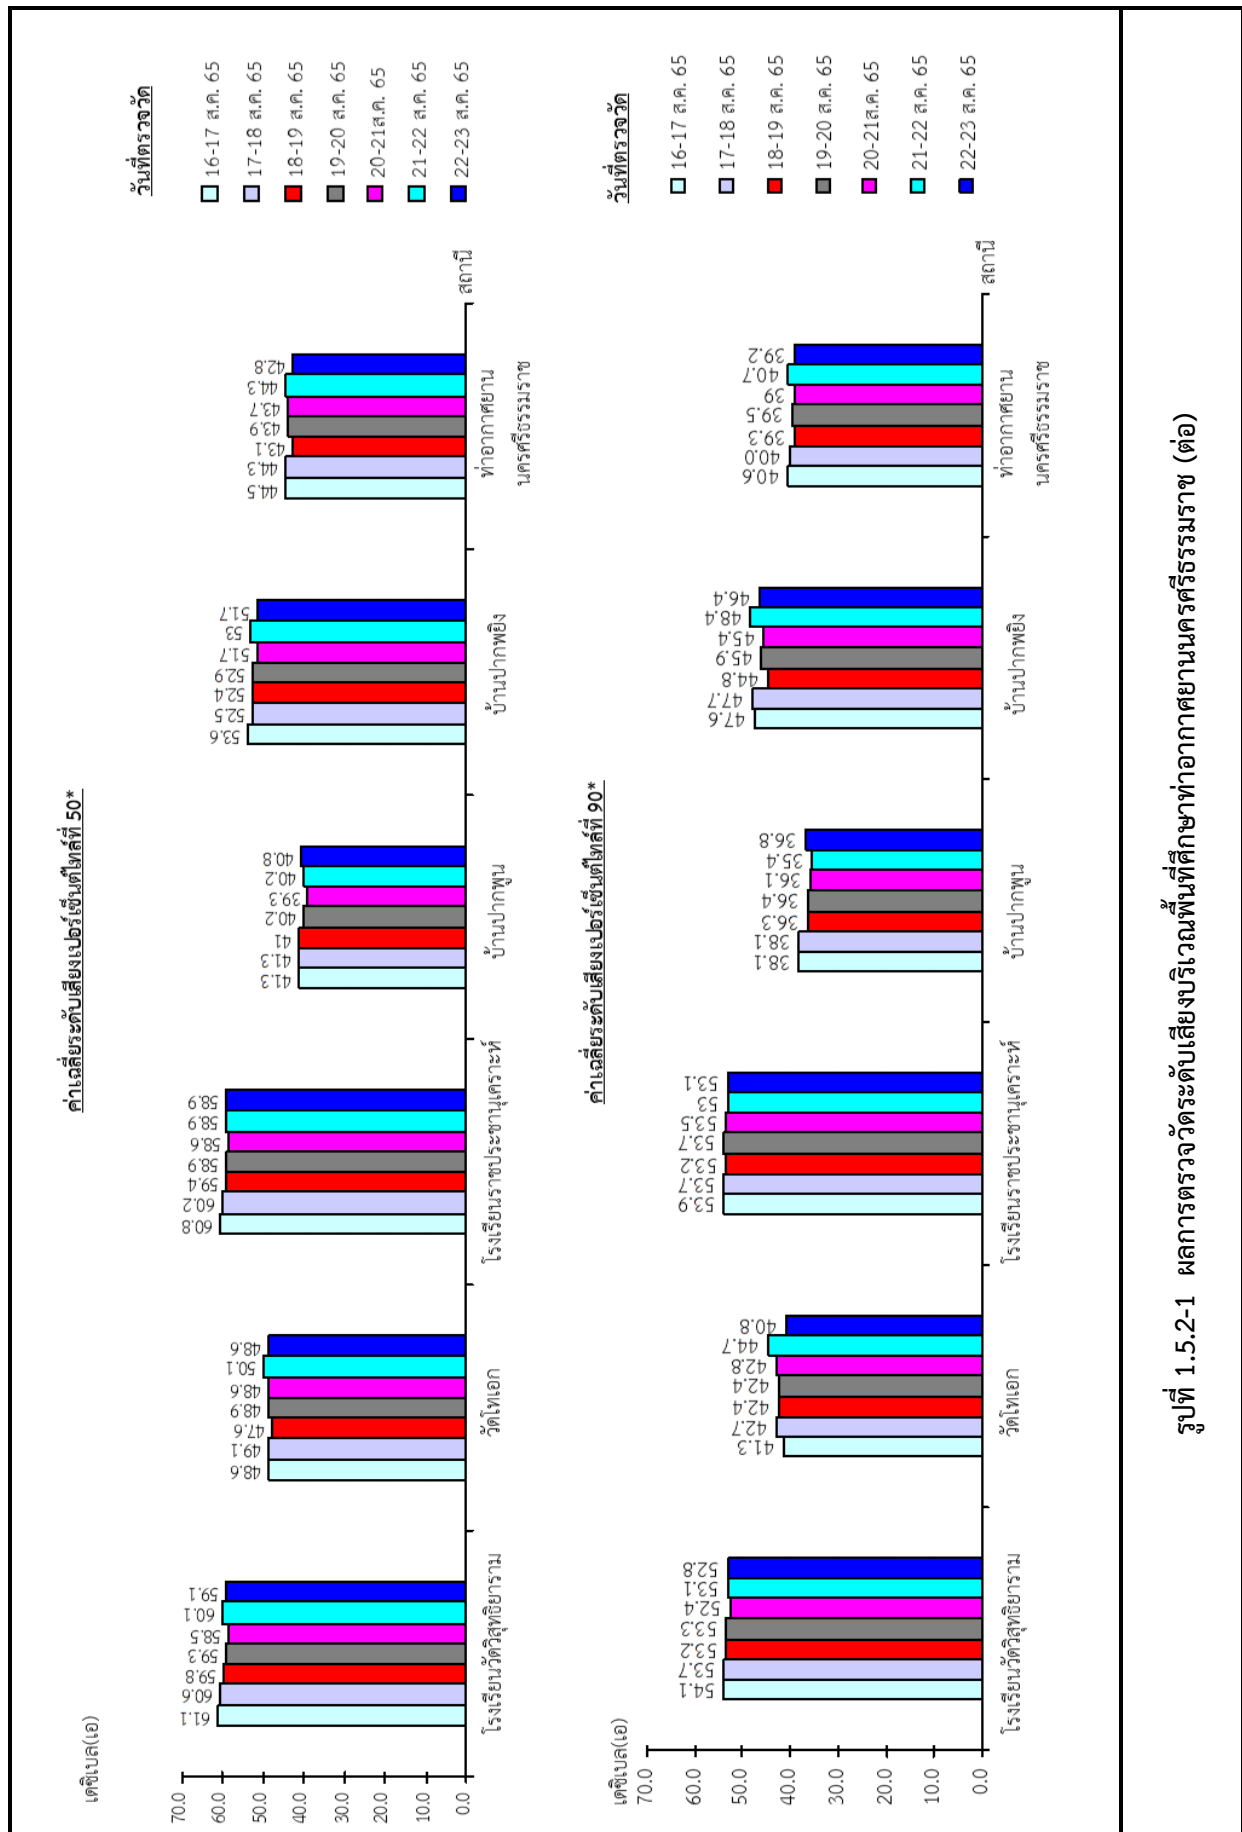 ค่าเฉลี่ยระดับเสียงเปอร์เซ็นต์ไทล์ที่ 50*
เดซิเบล(เอ)
70.0
60.0
50.0
40.0
30.0
20.0
10.0
0.0
61.1 60.6 59.8 59.3 58.5 60.1 59.1
48.6 49.1 47.6 48.9 48.6 50.1 48.6
60.8 60.2 59.4 58.9 58.6 58.9 58.9
41.3 41.3 41 40.2 39.3 40.2 40.8
53.6 52.5 52.4 52.9 51.7 53 51.7
44.5 44.3 43.1 43.9 43.7 44.3 42.8
โรงเรียนวัดวิสุทธิยาราม
วัดโทเอก
โรงเรียนราชประชานุเคราะห์
บ้านปากพูน
บ้านปากพยิง
ท่าอากาศยาน
นครศรีธรรมราช
สถานี
วันที่ตรวจวัด
16-17 ส.ค. 65
17-18 ส.ค. 65
18-19 ส.ค. 65
19-20 ส.ค. 65
20-21ส.ค. 65
21-22 ส.ค. 65
22-23 ส.ค. 65
ค่าเฉลี่ยระดับเสียงเปอร์เซ็นต์ไทล์ที่ 90*
เดซิเบล(เอ)
70.0
60.0
50.0
40.0
30.0
20.0
10.0
0.0
54.1 53.7 53.2 53.3 52.4 53.1 52.8
41.3 42.7 42.4 42.4 42.8 44.7 40.8
53.9 53.7 53.2 53.7 53.5 53 53.1
38.1 38.1 36.3 36.4 36.1 35.4 36.8
47.6 47.7 44.8 45.9 45.4 48.4 46.4
40.6 40.0 39.3 39.5 39 40.7 39.2
โรงเรียนวัดวิสุทธิยาราม
วัดโทเอก
โรงเรียนราชประชานุเคราะห์
บ้านปากพูน
บ้านปากพยิง
ท่าอากาศยาน
นครศรีธรรมราช
สถานี
วันที่ตรวจวัด
16-17 ส.ค. 65
17-18 ส.ค. 65
18-19 ส.ค. 65
19-20 ส.ค. 65
20-21ส.ค. 65
21-22 ส.ค. 65
22-23 ส.ค. 65
รูปที่ 1.5.2-1 ผลการตรวจวัดระดับเสียงบริเวณพื้นที่ศึกษาท่าอากาศยานนครศรีธรรมราช (ต่อ)